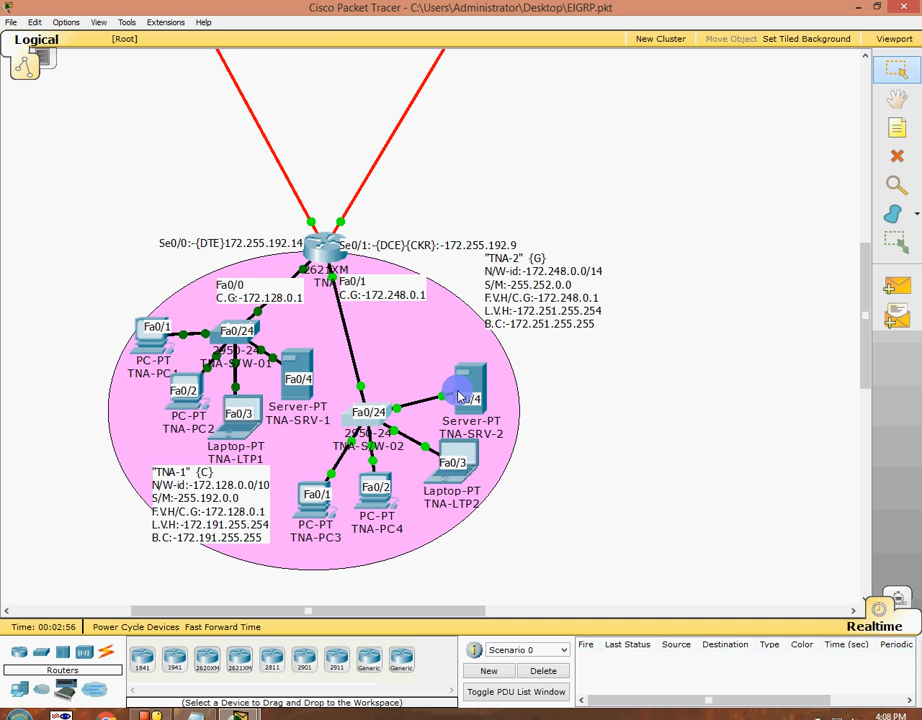 Cisco Packet Tracer - C:\Users\Administrator\Desktop\EIGRP.pkt
File Edit Options View Tools Extensions Help
Logical [Root] New Cluster Move Object Set Tiled Background Viewport
Se0/0:-{DTE}172.255.192.14
Se0/1:-{DCE}{CKR}:-172.255.192.9
2621XM
TNA
Fa0/0
C.G:-172.128.0.1
Fa0/1
C.G:-172.248.0.1
"TNA-2" {G}
N/W-id:-172.248.0.0/14
S/M:-255.252.0.0
F.V.H/C.G:-172.248.0.1
L.V.H:-172.251.255.254
B.C:-172.251.255.255
Fa0/1
PC-PT
TNA-PC1
Fa0/24
2950-24
TNA-S/W-01
Fa0/2
PC-PT
TNA-PC2
Fa0/3
Laptop-PT
TNA-LTP1
Fa0/4
Server-PT
TNA-SRV-1
Fa0/24
2950-24
TNA-S/W-02
/4
Server-PT
TNA-SRV-2
Fa0/3
Laptop-PT
TNA-LTP2
Fa0/1
PC-PT
TNA-PC3
Fa0/2
PC-PT
TNA-PC4
"TNA-1" {C}
N/W-id:-172.128.0.0/10
S/M:-255.192.0.0
F.V.H/C.G:-172.128.0.1
L.V.H:-172.191.255.254
B.C:-172.191.255.255
Time: 00:02:56 Power Cycle Devices Fast Forward Time
Realtime
Routers
1841 1941 2620XM 2621XM 2811 2901 2911 Generic Generic
(Select a Device to Drag and Drop to the Workspace)
Scenario 0
New Delete
Toggle PDU List Window
Fire Last Status Source Destination Type Color Time (sec) Periodic
4:08 PM